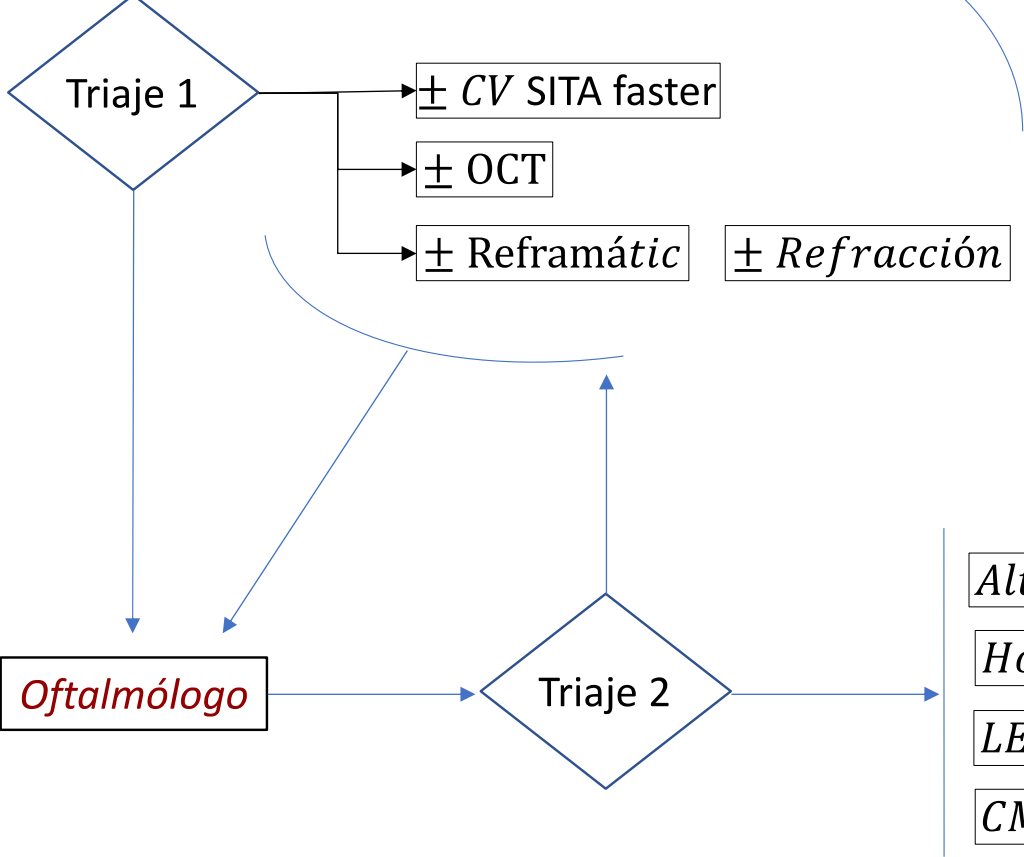 Triaje 1
± CV SITA faster
± OCT
± Reframátic
± Refracción
Oftalmólogo
Triaje 2